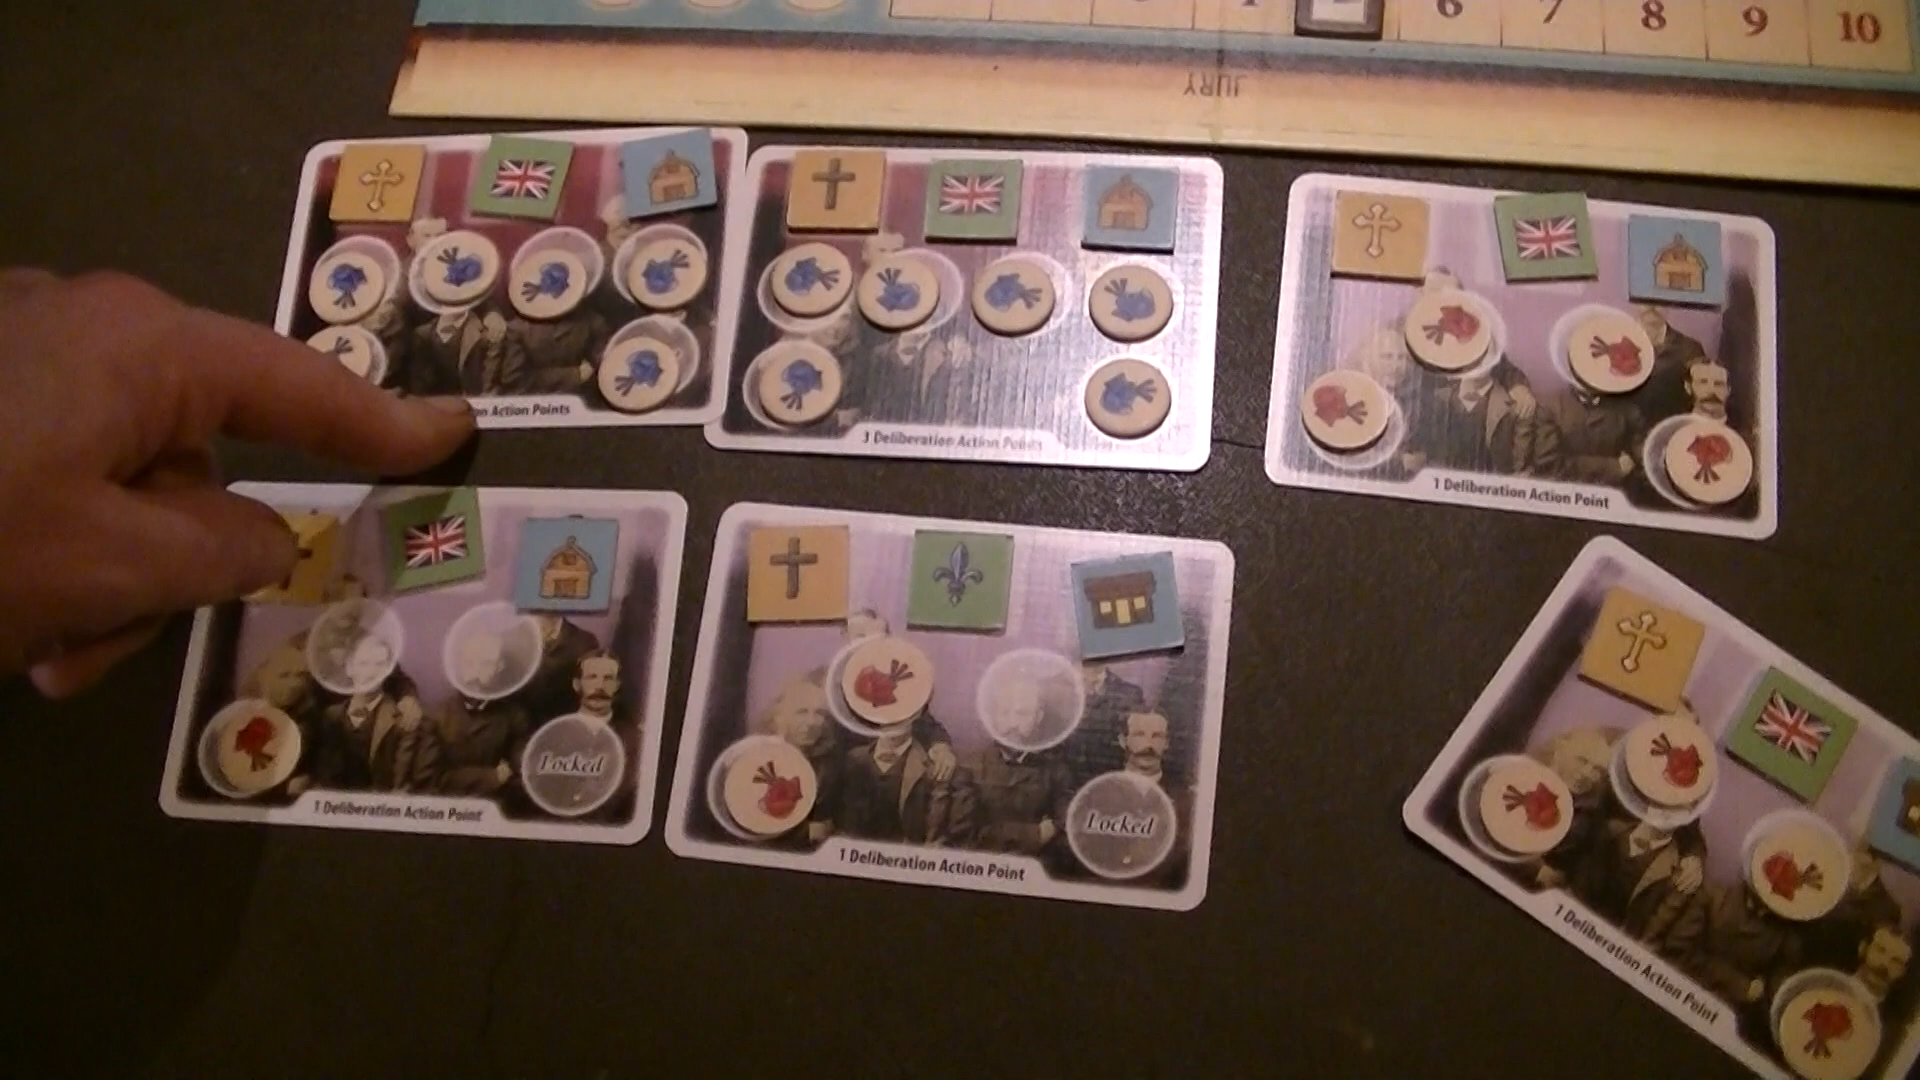 6 7 8 9 10
JURY
on Action Points
3 Deliberation Action Points
1 Deliberation Action Point
Locked
1 Deliberation Action Point
Locked
1 Deliberation Action Point
1 Deliberation Action Point